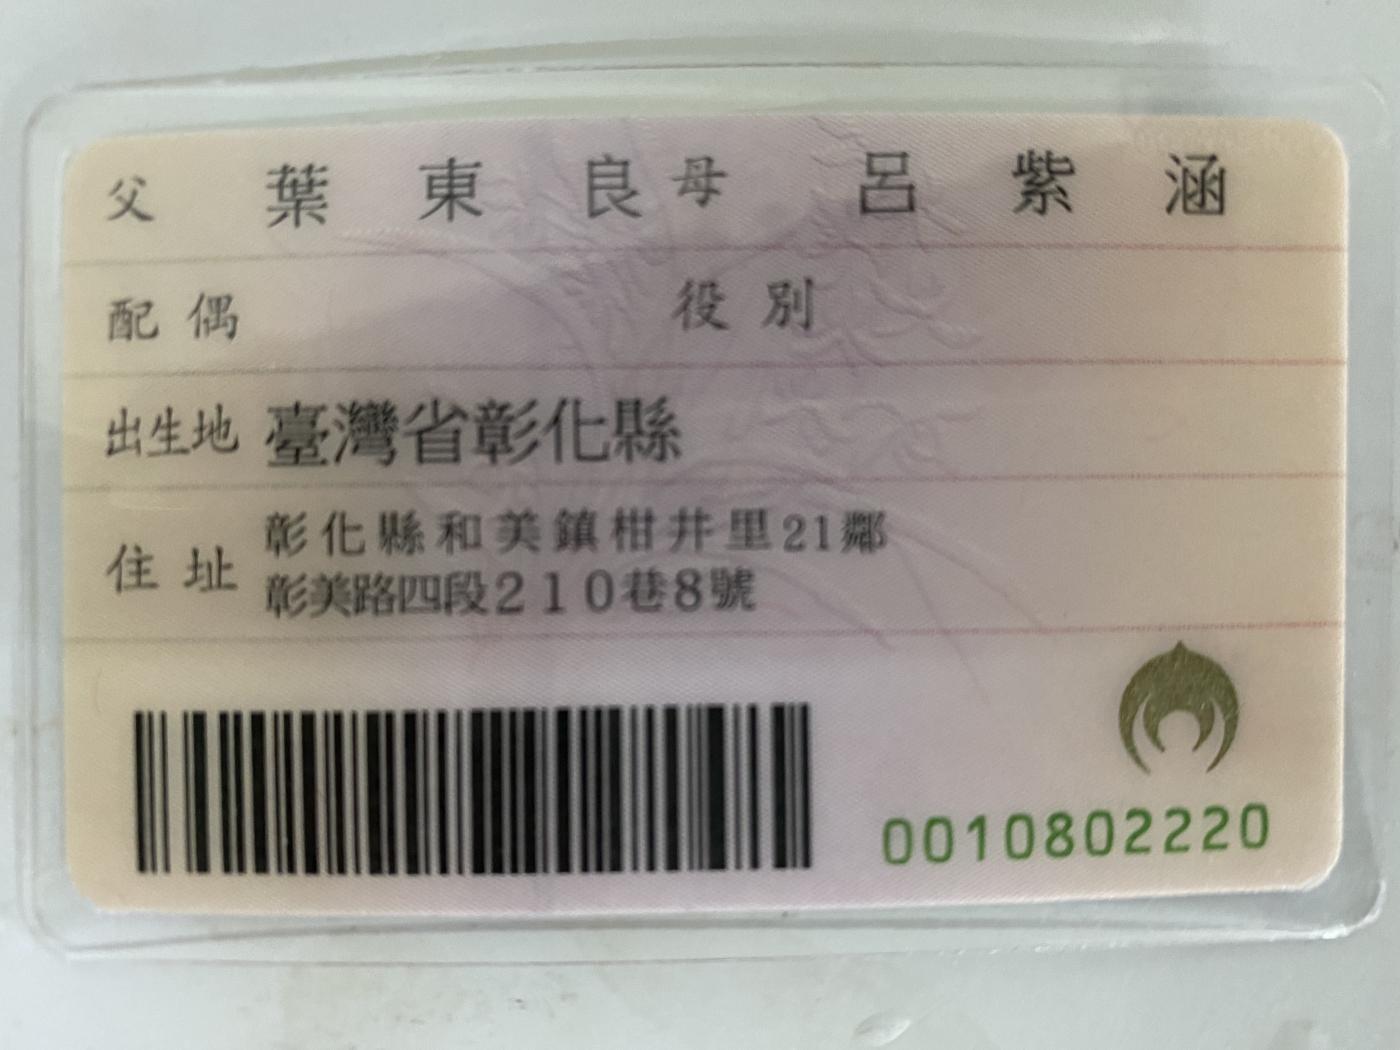 父 葉東良 母 呂紫涵
配偶 役別
出生地 臺灣省彰化縣
住址 彰化縣和美鎮柑井里21鄰
彰美路四段210巷8號
0010802220